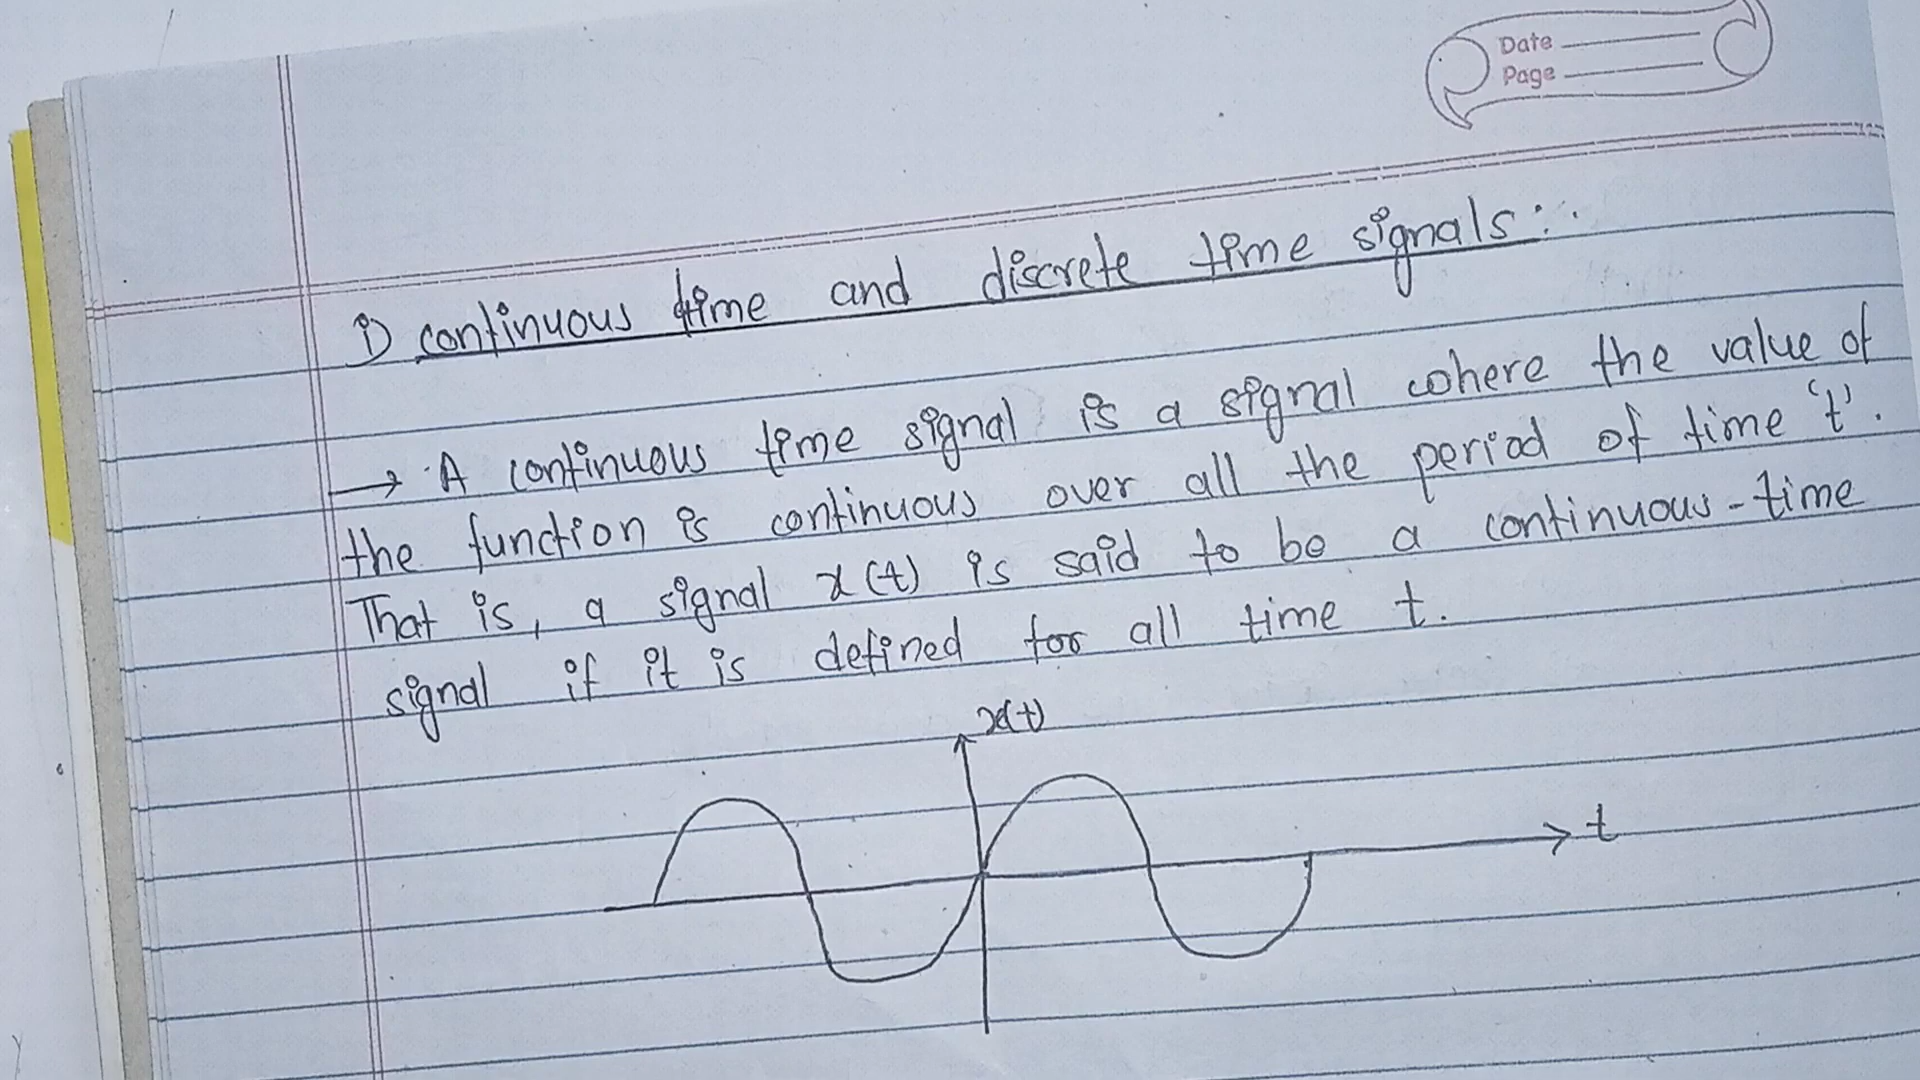 Date
Page
i) continuous time and discrete time signals:-
→ A continuous time signal is a signal where the value of
the function is continuous over all the period of time 't'.
That is, a signal x(t) is said to be a continuous-time
signal if it is defined for all time t.
x(t)
t